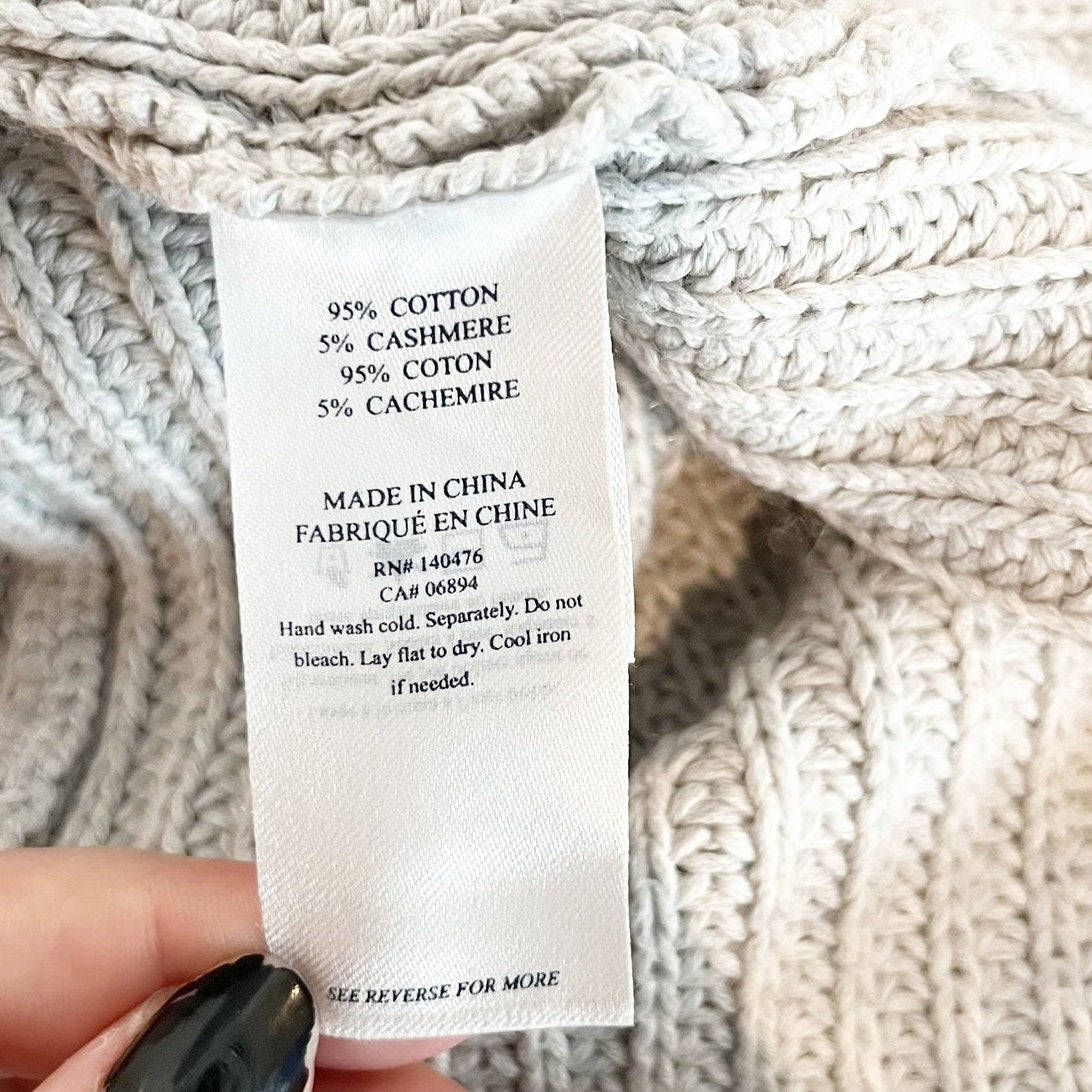 95% COTTON
5% CASHMERE
95% COTON
5% CACHEMIRE
MADE IN CHINA
FABRIQUÉ EN CHINE
RN# 140476
CA# 06894
Hand wash cold. Separately. Do not
bleach. Lay flat to dry. Cool iron
if needed.
SEE REVERSE FOR MORE